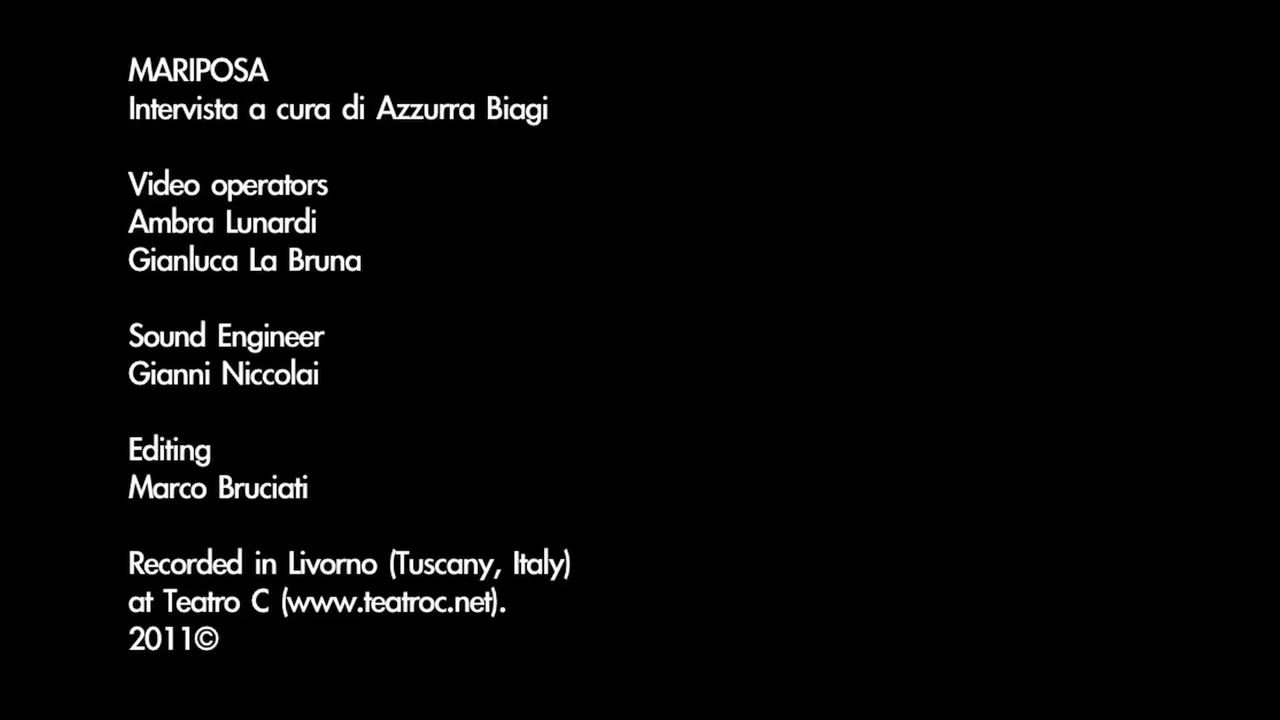 MARIPOSA
Intervista a cura di Azzurra Biagi
Video operators
Ambra Lunardi
Gianluca La Bruna
Sound Engineer
Gianni Niccolai
Editing
Marco Bruciati
Recorded in Livorno (Tuscany, Italy)
at Teatro C (www.teatroc.net).
2011©